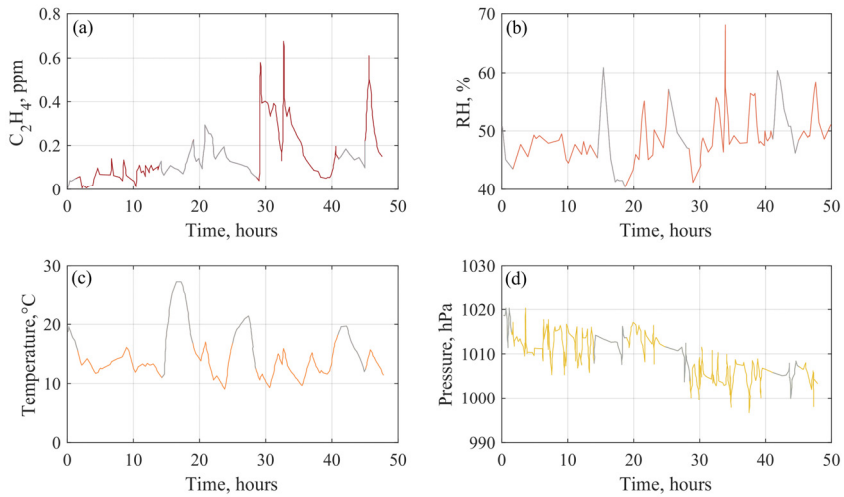 (a)
C2H4, ppm
0.8
0.6
0.4
0.2
0
0 10 20 30 40 50
Time, hours
(b)
RH, %
70
60
50
40
0 10 20 30 40 50
Time, hours
(c)
Temperature,°C
30
20
10
0
0 10 20 30 40 50
Time, hours
(d)
Pressure, hPa
1020
1010
1000
990
0 10 20 30 40 50
Time, hours